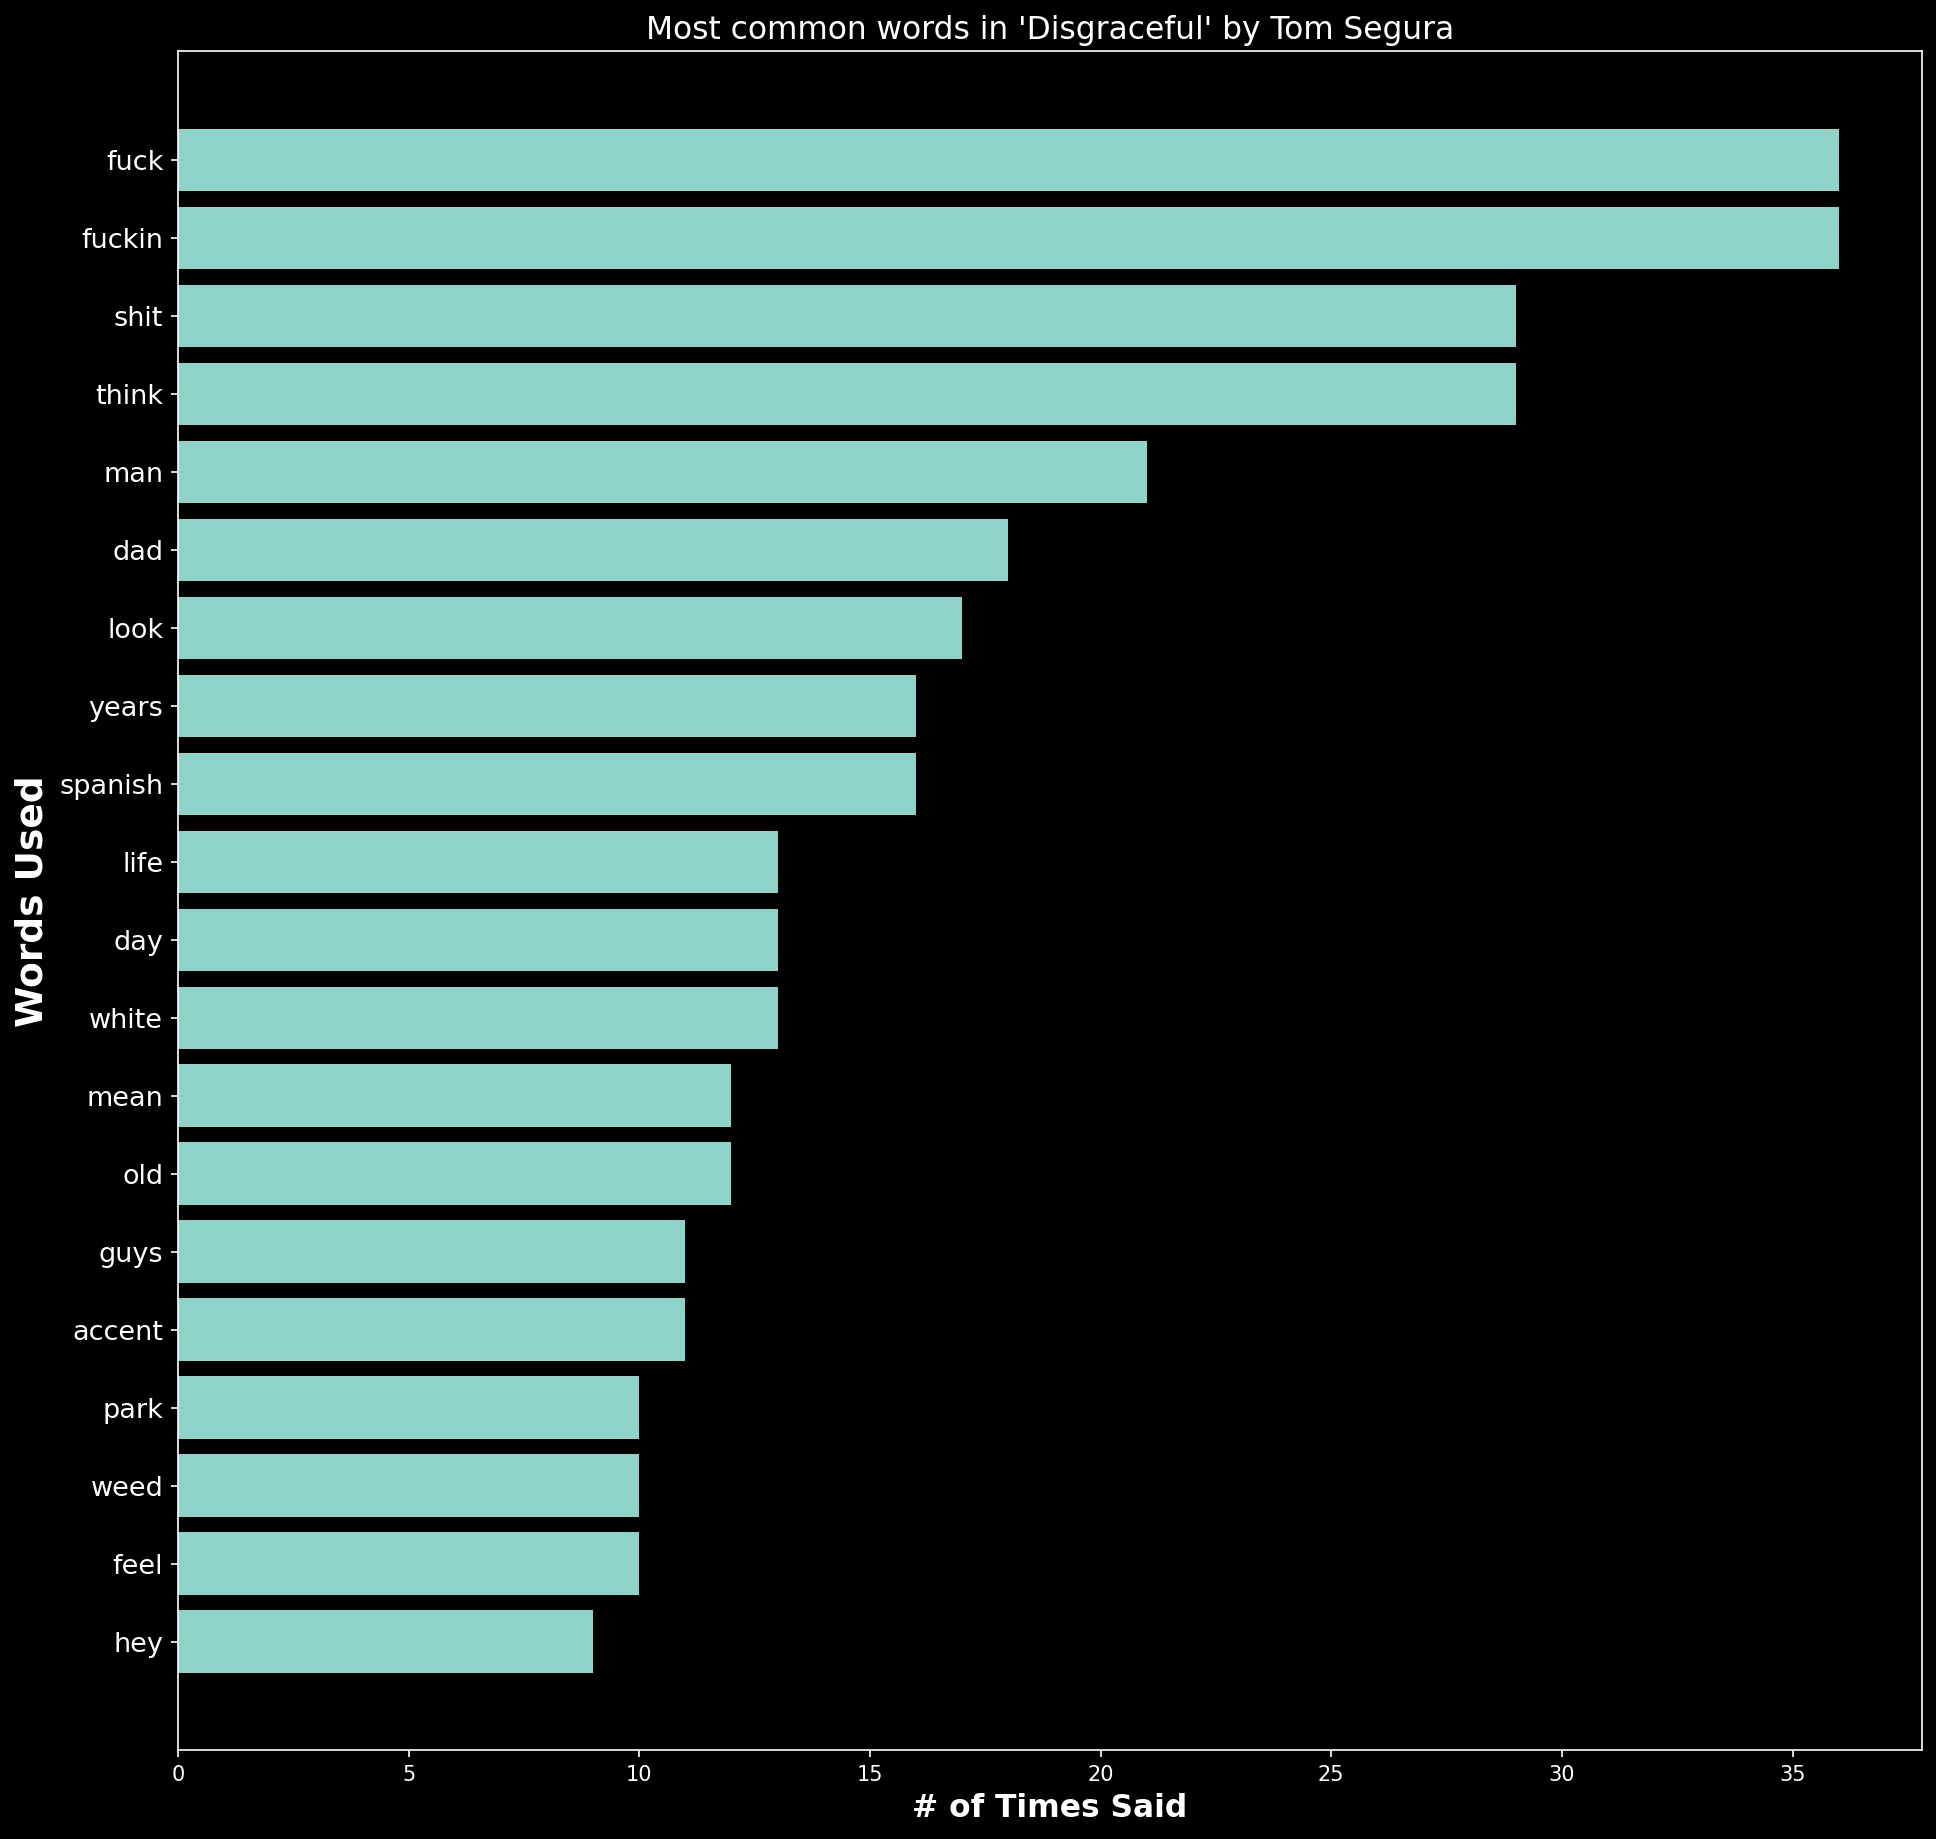 Most common words in 'Disgraceful' by Tom Segura
fuck
fuckin
shit
think
man
dad
look
years
spanish
life
day
white
mean
old
guys
accent
park
weed
feel
hey
Words Used
0 5 10 15 20 25 30 35
# of Times Said